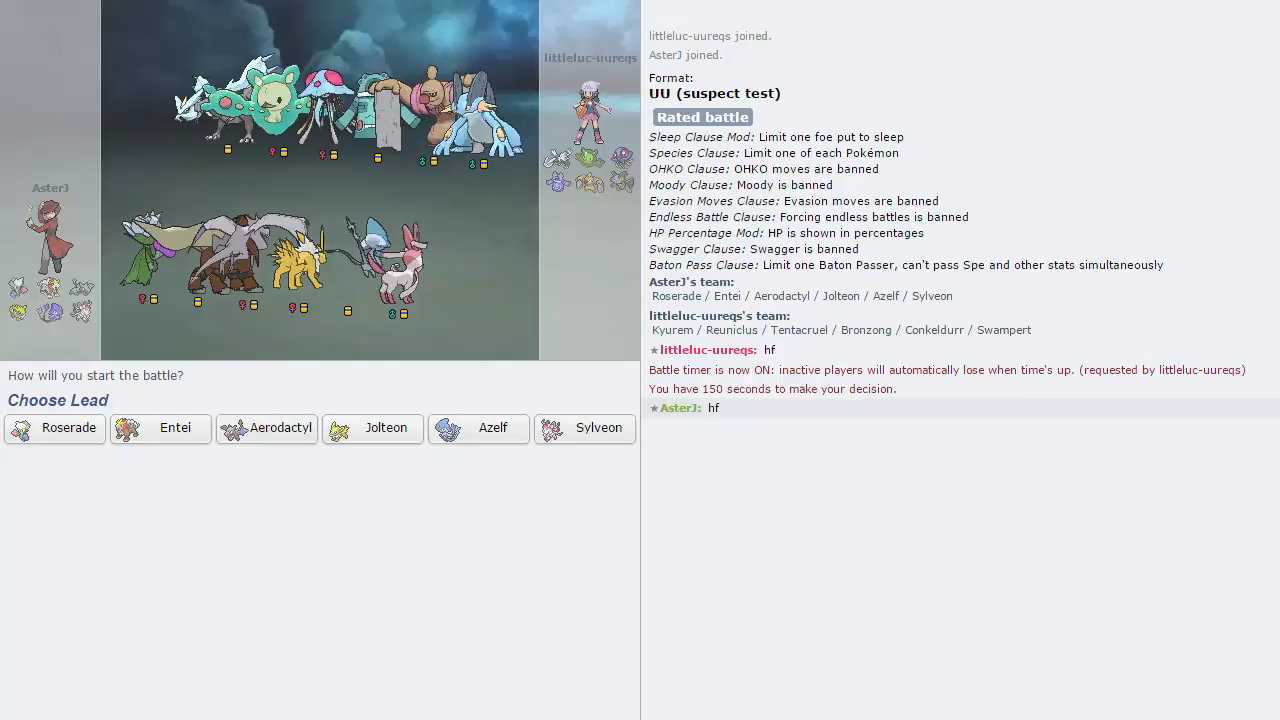 AsterJ
littleluc-uureqs
How will you start the battle?
Choose Lead
Roserade
Entei
Aerodactyl
Jolteon
Azelf
Sylveon
littleluc-uureqs joined.
AsterJ joined.
Format:
UU (suspect test)
Rated battle
Sleep Clause Mod: Limit one foe put to sleep
Species Clause: Limit one of each Pokémon
OHKO Clause: OHKO moves are banned
Moody Clause: Moody is banned
Evasion Moves Clause: Evasion moves are banned
Endless Battle Clause: Forcing endless battles is banned
HP Percentage Mod: HP is shown in percentages
Swagger Clause: Swagger is banned
Baton Pass Clause: Limit one Baton Passer, can't pass Spe and other stats simultaneously
AsterJ's team:
Roserade / Entei / Aerodactyl / Jolteon / Azelf / Sylveon
littleluc-uureqs's team:
Kyurem / Reuniclus / Tentacruel / Bronzong / Conkeldurr / Swampert
★littleluc-uureqs: hf
Battle timer is now ON: inactive players will automatically lose when time's up. (requested by littleluc-uureqs)
You have 150 seconds to make your decision.
★AsterJ: hf